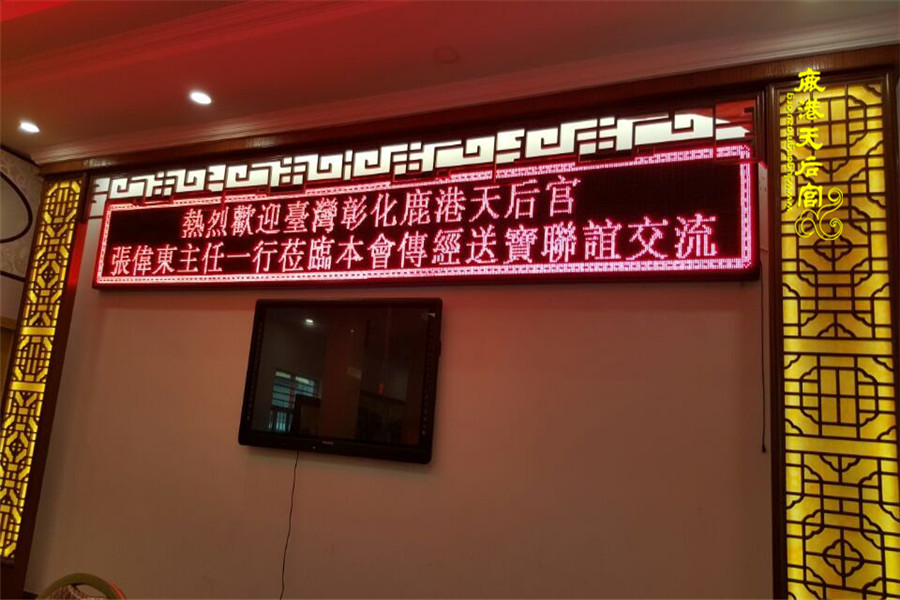 熱烈歡迎臺灣彰化鹿港天后宮
張偉東主任一行莅臨本會傳經送寶聯誼交流
鹿港天后宮